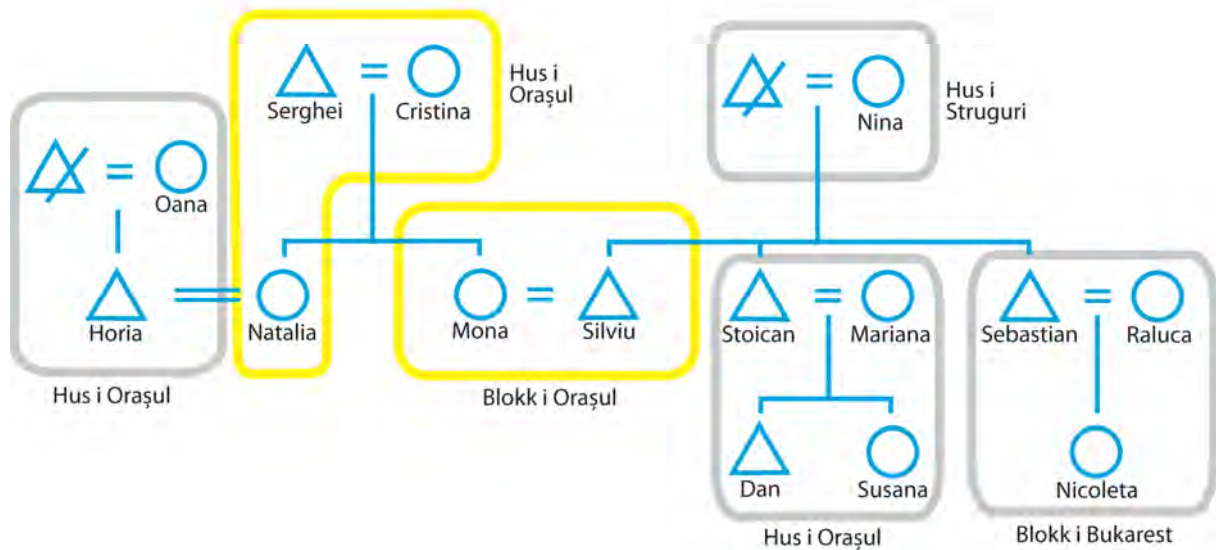 Serghei
Cristina
Hus i
Orașul
Nina
Hus i
Struguri
Oana
Horia
Natalia
Mona
Silviu
Stoican
Mariana
Sebastian
Raluca
Hus i Orașul
Blokk i Orașul
Dan
Susana
Nicoleta
Hus i Orașul
Blokk i Bukarest